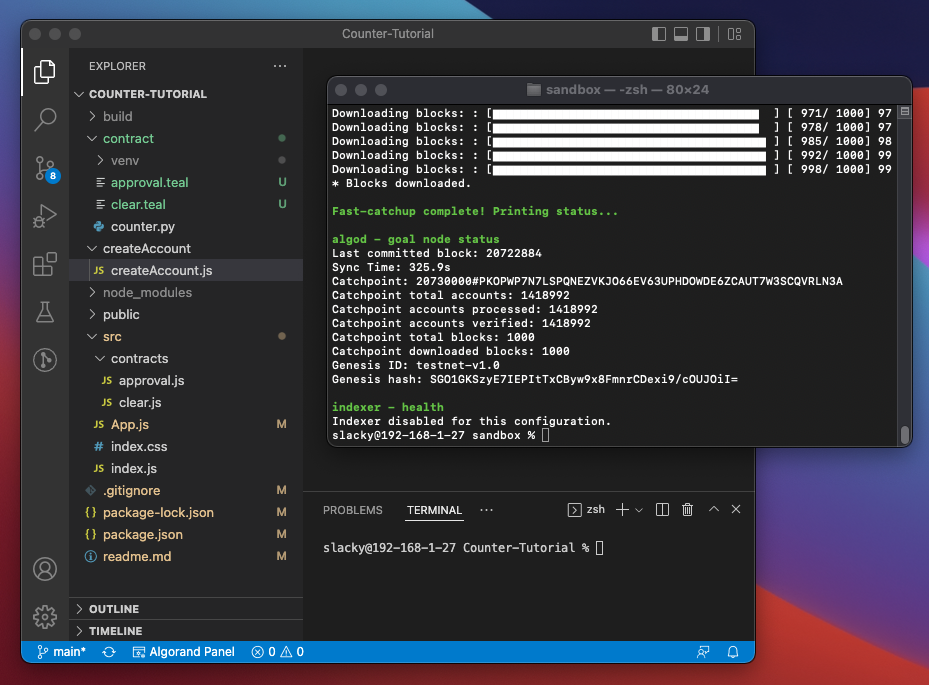 Counter-Tutorial
EXPLORER
COUNTER-TUTORIAL
build
contract
venv
approval.teal U
clear.teal U
counter.py
createAccount
JS createAccount.js
node_modules
public
src
contracts
JS approval.js
JS clear.js
JS App.js M
# index.css
JS index.js
.gitignore M
{} package-lock.json M
{} package.json M
readme.md M
OUTLINE
TIMELINE
8
sandbox — -zsh — 80×24
Downloading blocks: : [ ] [ 971/ 1000] 97
Downloading blocks: : [ ] [ 978/ 1000] 97
Downloading blocks: : [ ] [ 985/ 1000] 98
Downloading blocks: : [ ] [ 992/ 1000] 99
Downloading blocks: : [ ] [ 998/ 1000] 99
* Blocks downloaded.
Fast-catchup complete! Printing status...
algod - goal node status
Last committed block: 20722884
Sync Time: 325.9s
Catchpoint: 20730000#PKOPWP7N7LSPQNEZVKJO66EV63UPHDOWDE6ZCAUT7W3SCQVRLN3A
Catchpoint total accounts: 1418992
Catchpoint accounts processed: 1418992
Catchpoint accounts verified: 1418992
Catchpoint total blocks: 1000
Catchpoint downloaded blocks: 1000
Genesis ID: testnet-v1.0
Genesis hash: SGO1GKSzyE7IEPItTxCByw9x8FmnrCDexi9/cOUJOiI=
indexer - health
Indexer disabled for this configuration.
slacky@192-168-1-27 sandbox %
PROBLEMS TERMINAL ... zsh
slacky@192-168-1-27 Counter-Tutorial %
main* Algorand Panel 0 0